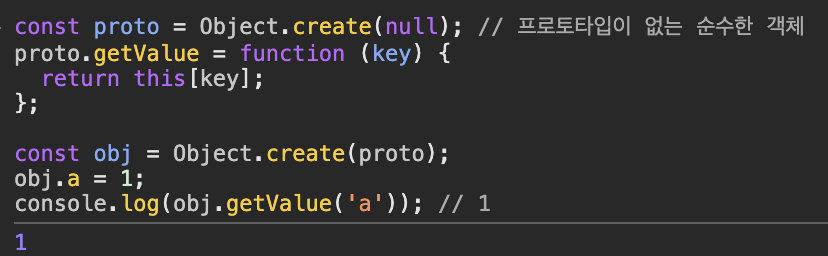 const proto = Object.create(null); // 프로토타입이 없는 순수한 객체
proto.getValue = function (key) {
  return this[key];
};
const obj = Object.create(proto);
obj.a = 1;
console.log(obj.getValue('a')); // 1
1